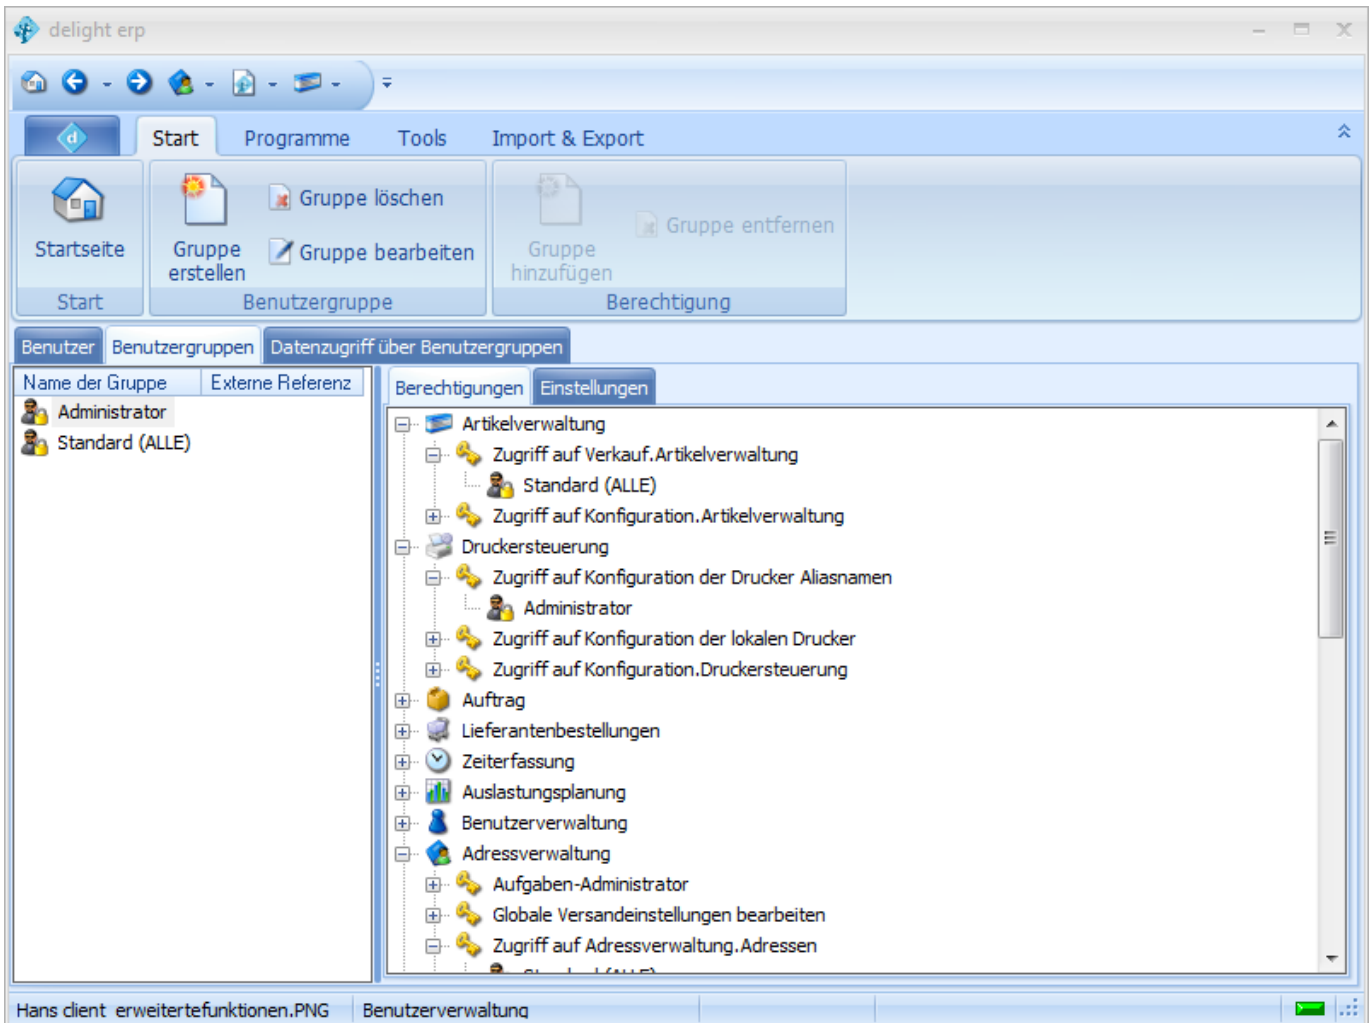 delight erp
Start Programme Tools Import & Export
Startseite
Gruppe erstellen
Gruppe löschen
Gruppe bearbeiten
Gruppe hinzufügen
Gruppe entfernen
Start Benutzergruppe Berechtigung
Benutzer Benutzergruppen Datenzugriff über Benutzergruppen
Name der Gruppe Externe Referenz
Administrator
Standard (ALLE)
Berechtigungen Einstellungen
Artikelverwaltung
Zugriff auf Verkauf.Artikelverwaltung
Standard (ALLE)
Zugriff auf Konfiguration.Artikelverwaltung
Druckersteuerung
Zugriff auf Konfiguration der Drucker Aliasnamen
Administrator
Zugriff auf Konfiguration der lokalen Drucker
Zugriff auf Konfiguration.Druckersteuerung
Auftrag
Lieferantenbestellungen
Zeiterfassung
Auslastungsplanung
Benutzerverwaltung
Adressverwaltung
Aufgaben-Administrator
Globale Versandeinstellungen bearbeiten
Zugriff auf Adressverwaltung.Adressen
Standard (ALLE)
Hans client erweitertefunktionen.PNG Benutzerverwaltung